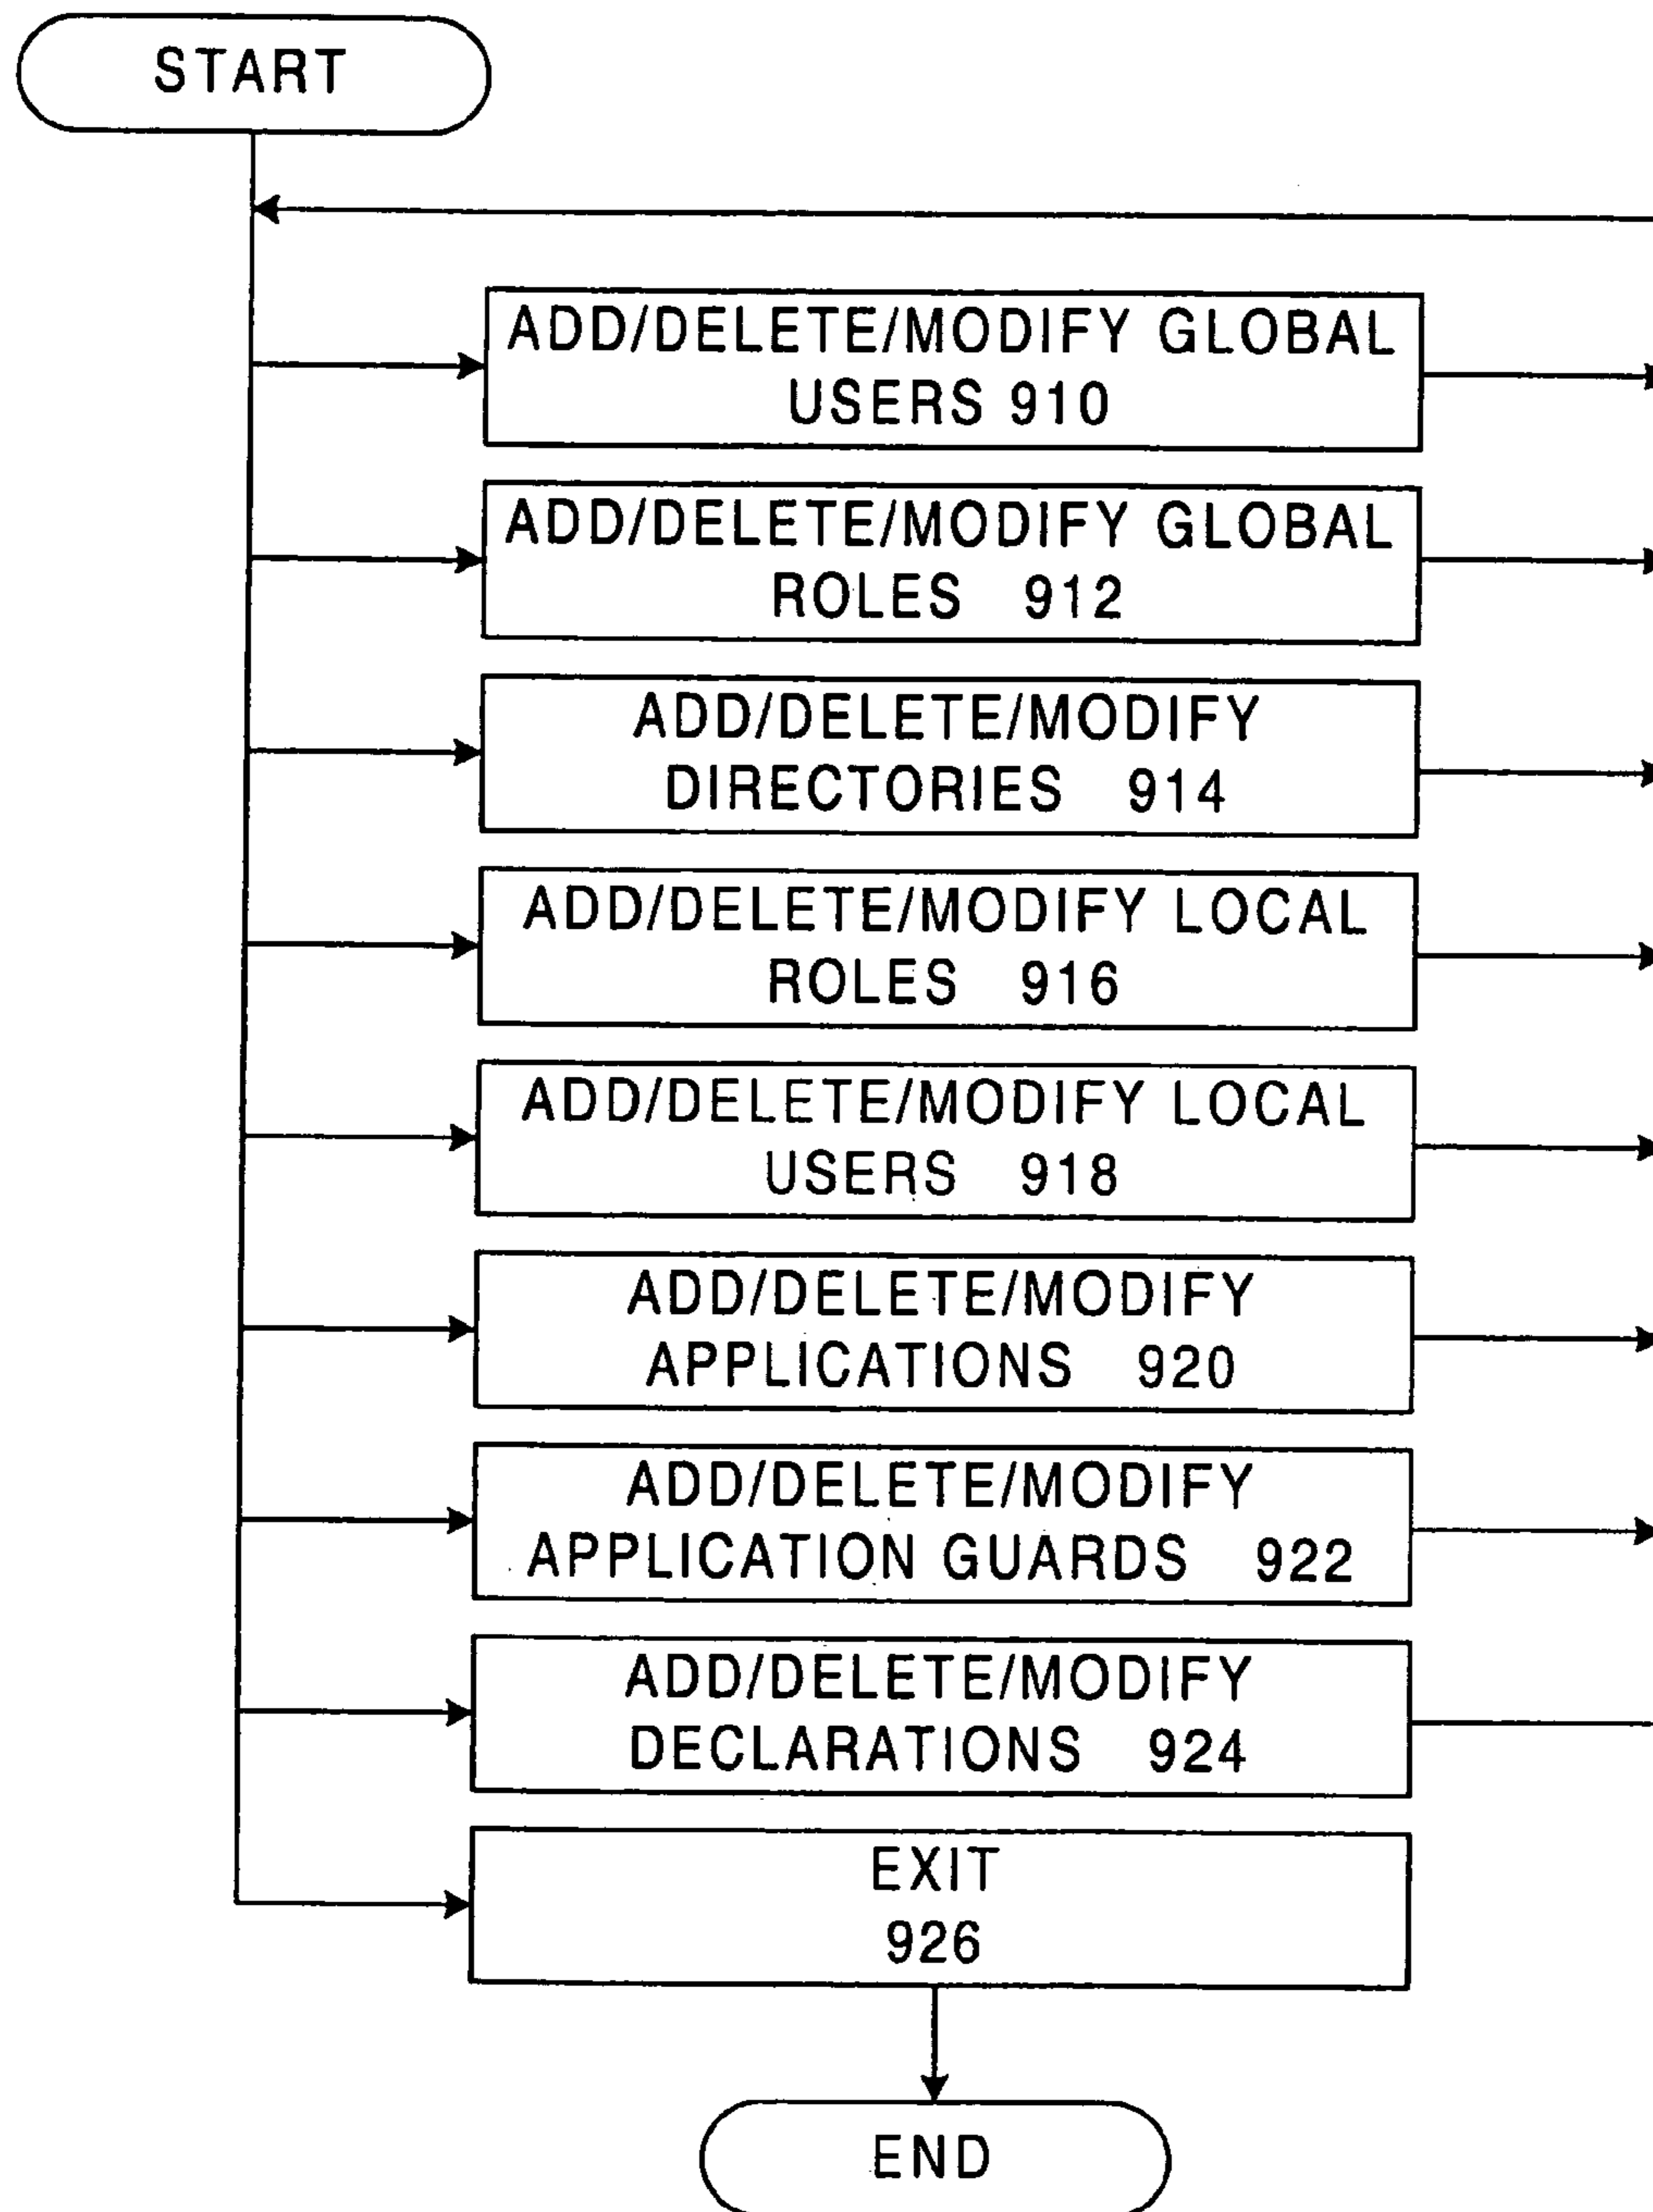 START
ADD/DELETE/MODIFY GLOBAL
USERS 910
ADD/DELETE/MODIFY GLOBAL
ROLES 912
ADD/DELETE/MODIFY
DIRECTORIES 914
ADD/DELETE/MODIFY LOCAL
ROLES 916
ADD/DELETE/MODIFY LOCAL
USERS 918
ADD/DELETE/MODIFY
APPLICATIONS 920
ADD/DELETE/MODIFY
APPLICATION GUARDS 922
ADD/DELETE/MODIFY
DECLARATIONS 924
EXIT
926
END